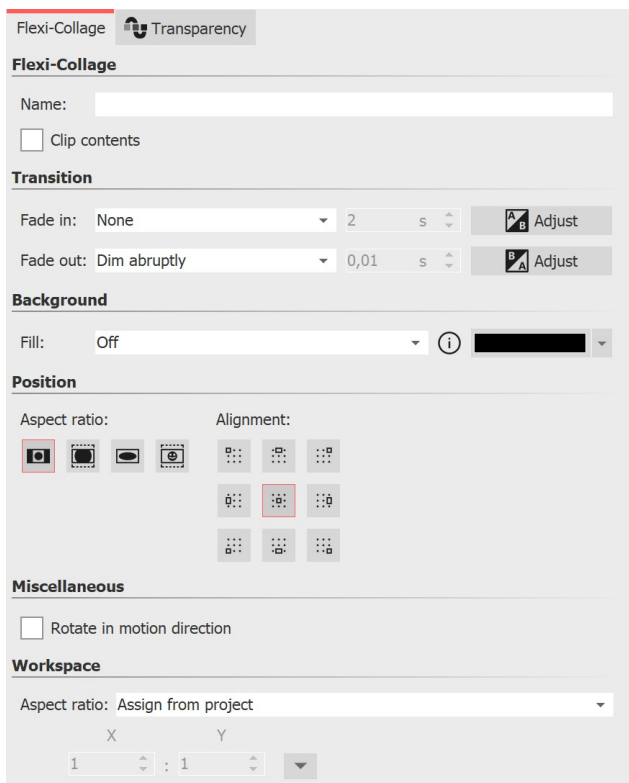 Flexi-Collage Transparency
Flexi-Collage
Name:
Clip contents
Transition
Fade in: None 2 s A B Adjust
Fade out: Dim abruptly 0,01 s B A Adjust
Background
Fill: Off i
Position
Aspect ratio: Alignment:
Miscellaneous
Rotate in motion direction
Workspace
Aspect ratio: Assign from project
X Y
1 : 1